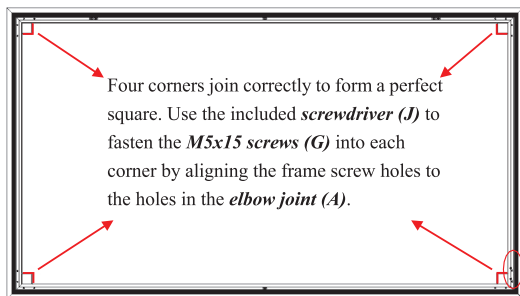 Four corners join correctly to form a perfect
square. Use the included screwdriver (J) to
fasten the M5x15 screws (G) into each
corner by aligning the frame screw holes to
the holes in the elbow joint (A).